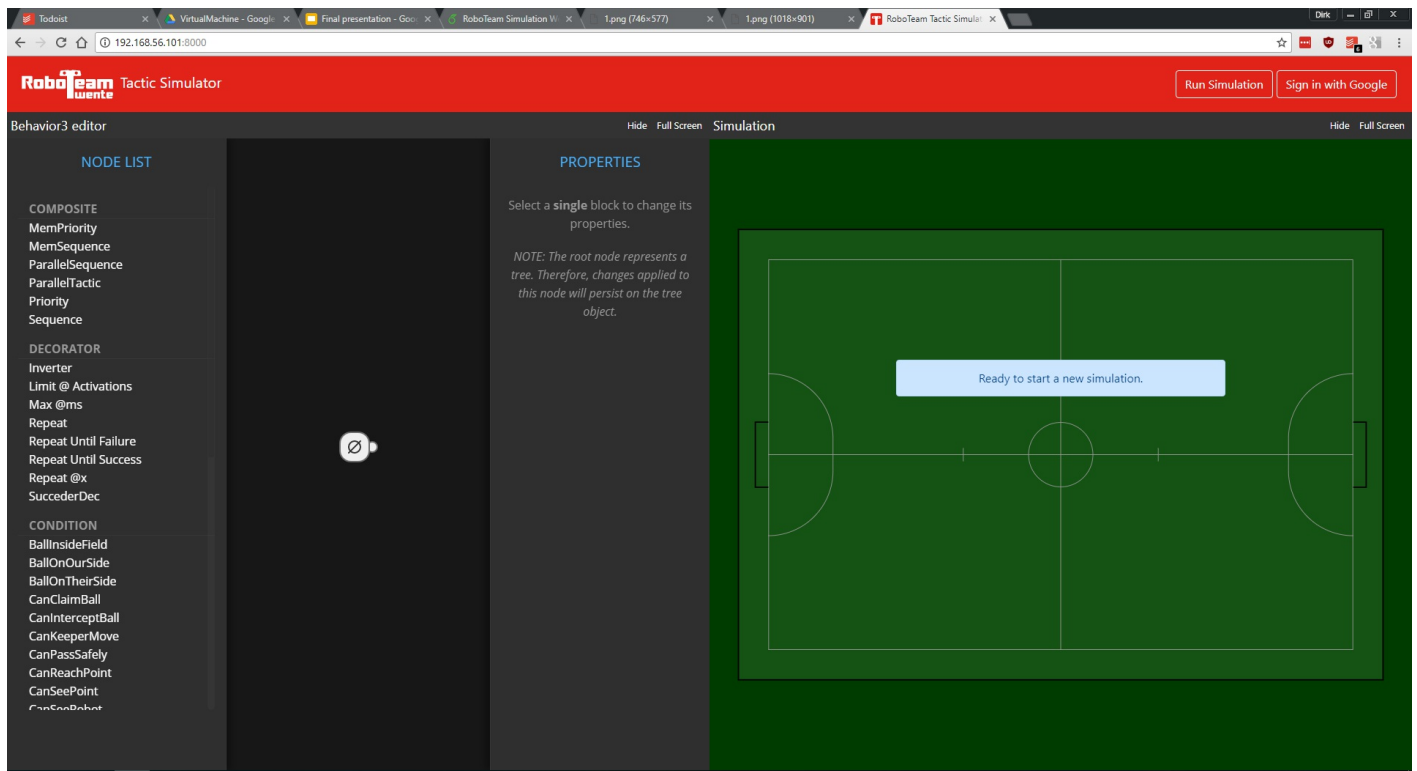 Todoist
VirtualMachine - Google
Final presentation - Goo
RoboTeam Simulation W
1.png (746×577)
1.png (1018×901)
RoboTeam Tactic Simulat
Dirk
192.168.56.101:8000
RoboTeam Twente Tactic Simulator
Run Simulation
Sign in with Google
Behavior3 editor
Hide Full Screen
Simulation
Hide Full Screen
NODE LIST
COMPOSITE
MemPriority
MemSequence
ParallelSequence
ParallelTactic
Priority
Sequence
DECORATOR
Inverter
Limit @ Activations
Max @ms
Repeat
Repeat Until Failure
Repeat Until Success
Repeat @x
SuccederDec
CONDITION
BallInsideField
BallOnOurSide
BallOnTheirSide
CanClaimBall
CanInterceptBall
CanKeeperMove
CanPassSafely
CanReachPoint
CanSeePoint
CanSeeRobot
PROPERTIES
Select a single block to change its
properties.
NOTE: The root node represents a
tree. Therefore, changes applied to
this node will persist on the tree
object.
Ready to start a new simulation.